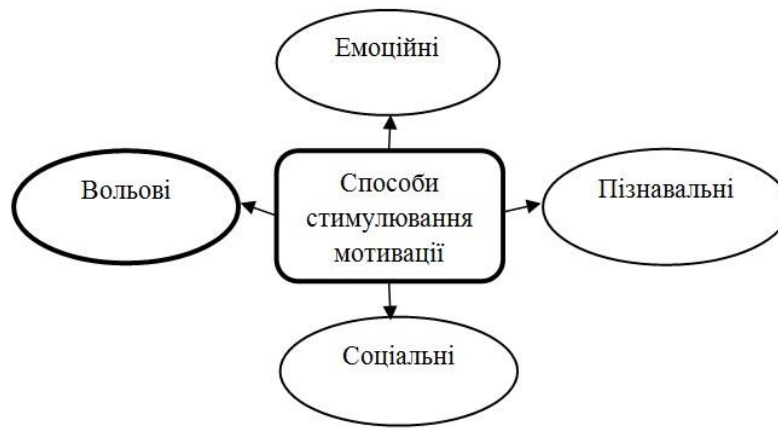 Емоційні
Вольові
Способи
стимулювання
мотивації
Пізнавальні
Соціальні